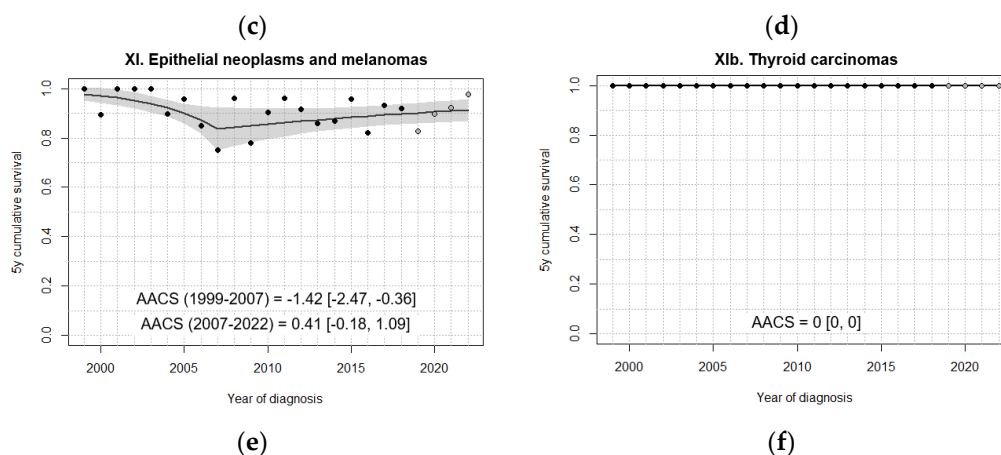 (c)
(d)
XI. Epithelial neoplasms and melanomas
5y cumulative survival
1.0
0.8
0.6
0.4
0.2
0.0
AACS (1999-2007) = -1.42 [-2.47, -0.36]
AACS (2007-2022) = 0.41 [-0.18, 1.09]
2000 2005 2010 2015 2020
Year of diagnosis
(e)
XIb. Thyroid carcinomas
5y cumulative survival
1.0
0.8
0.6
0.4
0.2
0.0
AACS = 0 [0, 0]
2000 2005 2010 2015 2020
Year of diagnosis
(f)